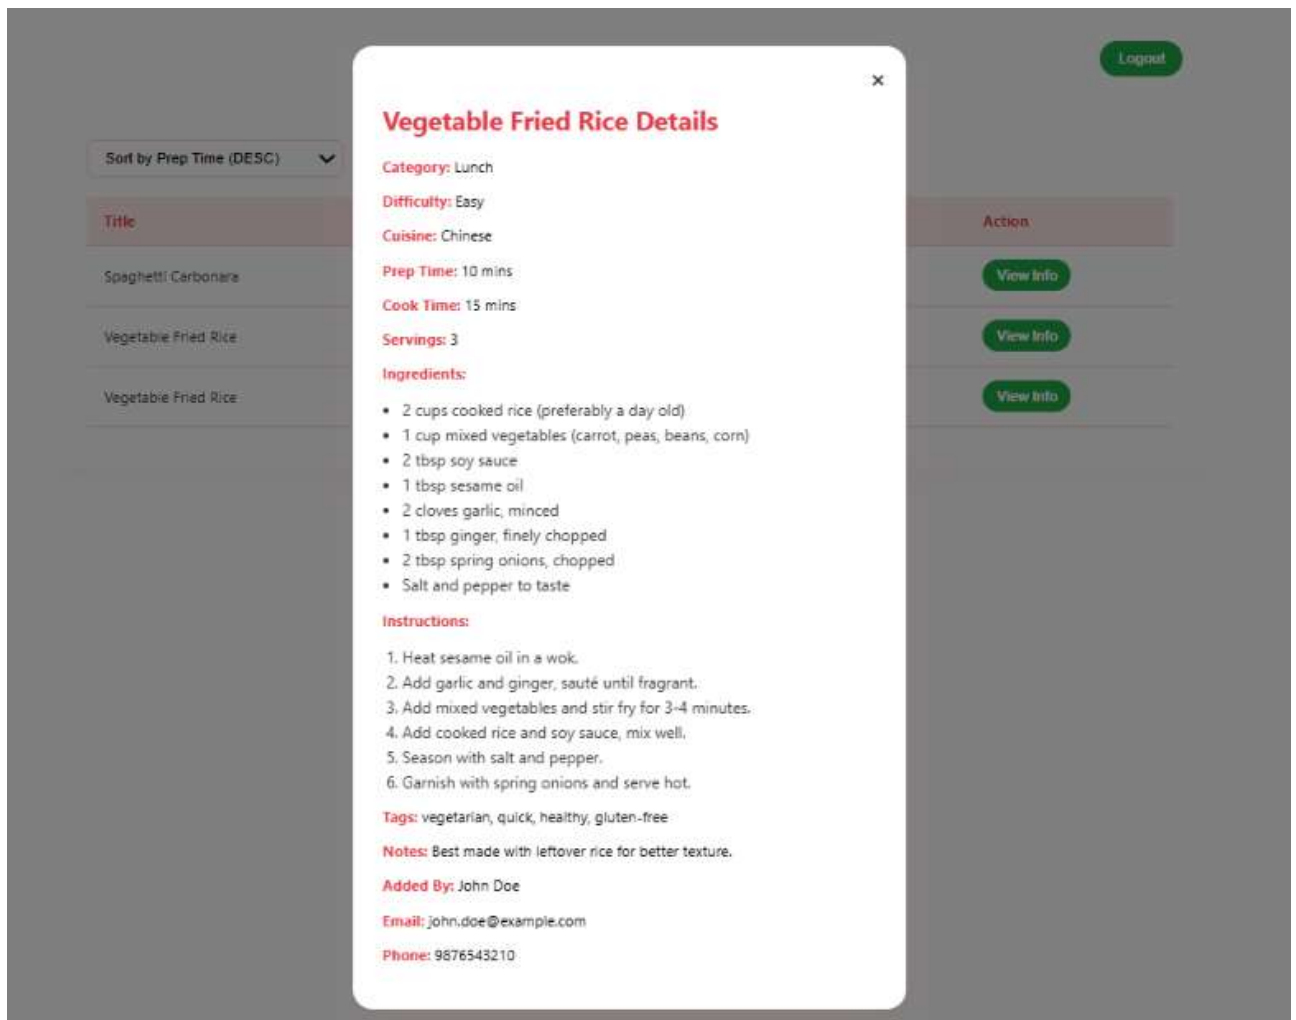 Logout
×
Vegetable Fried Rice Details
Sort by Prep Time (DESC)
Category: Lunch
Difficulty: Easy
Title
Action
Cuisine: Chinese
Prep Time: 10 mins
Spaghetti Carbonara
View Info
Cook Time: 15 mins
Vegetable Fried Rice
View Info
Servings: 3
Ingredients:
Vegetable Fried Rice
View Info
• 2 cups cooked rice (preferably a day old)
• 1 cup mixed vegetables (carrot, peas, beans, corn)
• 2 tbsp soy sauce
• 1 tbsp sesame oil
• 2 cloves garlic, minced
• 1 tbsp ginger, finely chopped
• 2 tbsp spring onions, chopped
• Salt and pepper to taste
Instructions:
1. Heat sesame oil in a wok.
2. Add garlic and ginger, sauté until fragrant.
3. Add mixed vegetables and stir fry for 3-4 minutes.
4. Add cooked rice and soy sauce, mix well.
5. Season with salt and pepper.
6. Garnish with spring onions and serve hot.
Tags: vegetarian, quick, healthy, gluten-free
Notes: Best made with leftover rice for better texture.
Added By: John Doe
Email: john.doe@example.com
Phone: 9876543210